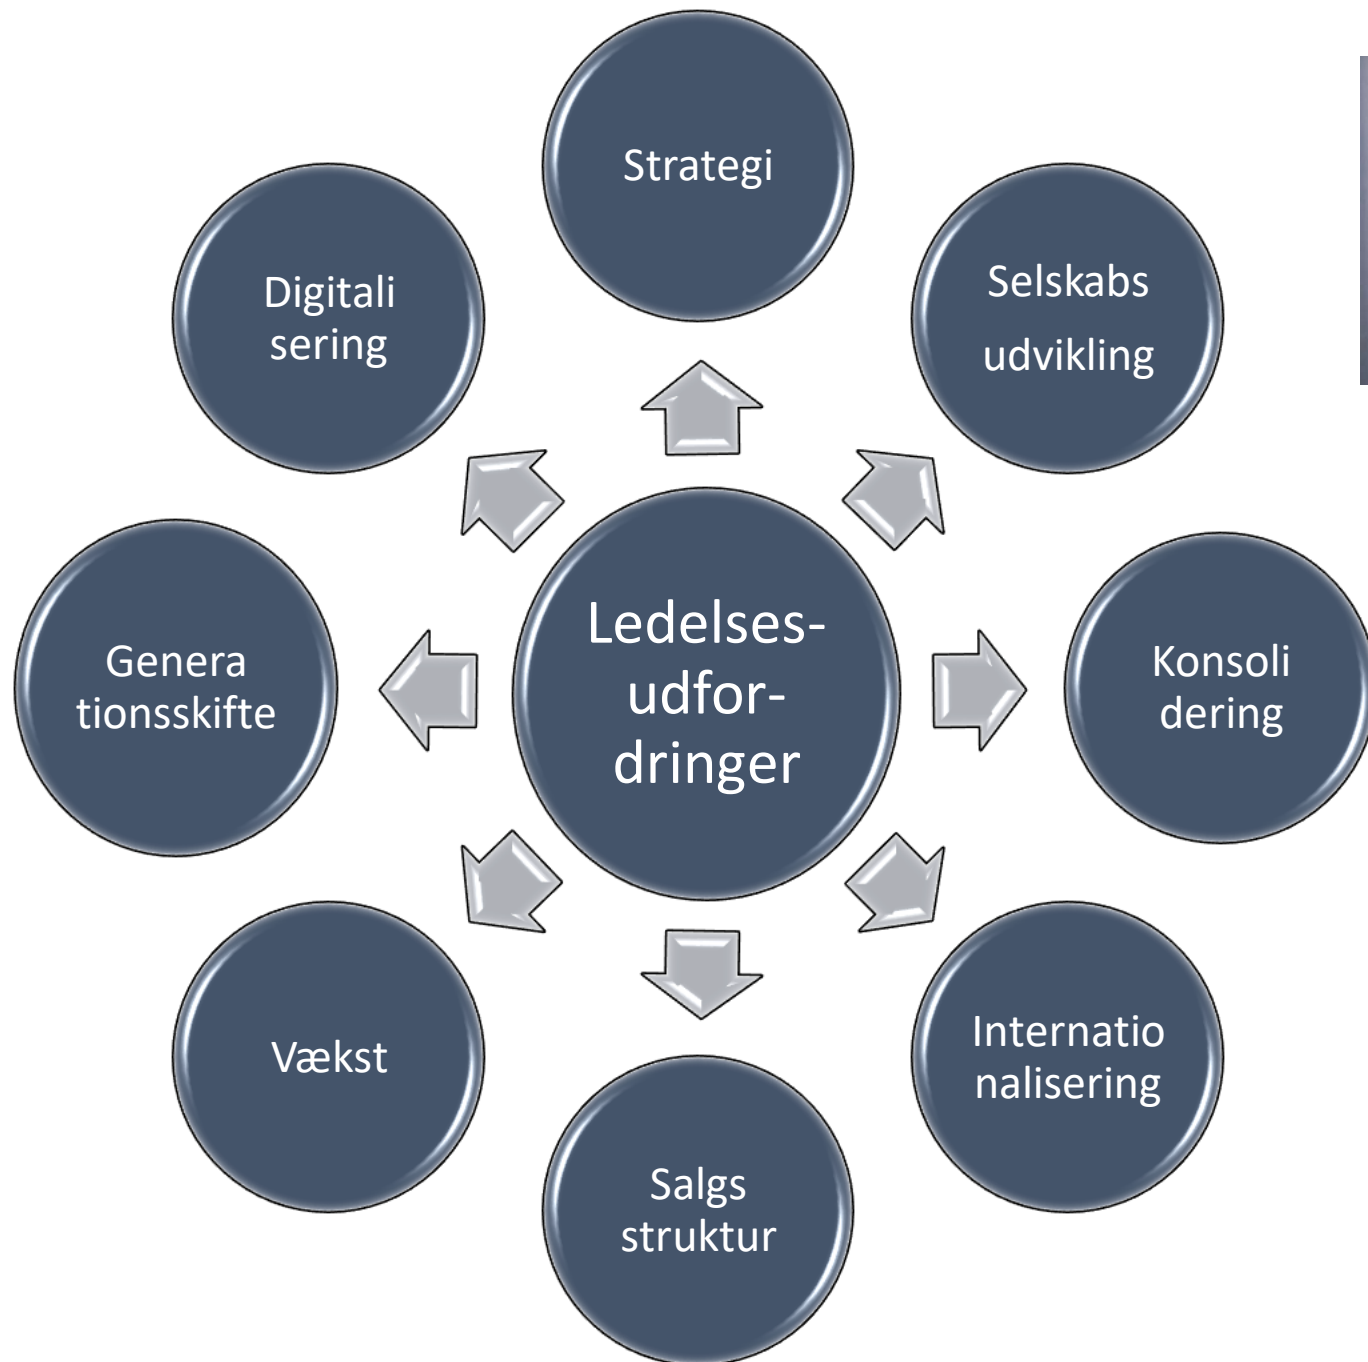 Strategi
Digitali
sering
Selskabs
udvikling
Ledelses-
udfor-
dringer
Genera
tionsskifte
Konsoli
dering
Vækst
Internatio
nalisering
Salgs
struktur